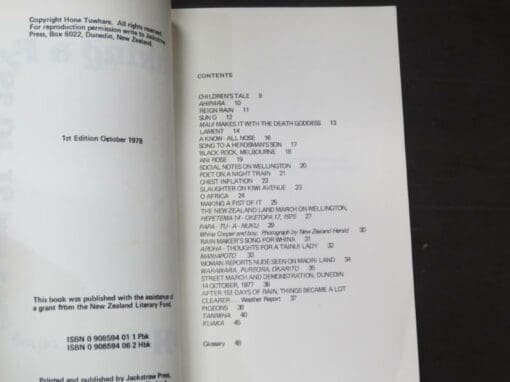 Copyright Hone Tuwhare. All rights reserved.
For reproduction permission write to Jackstraw
Press, Box 6022, Dunedin, New Zealand.
1st Edition October 1978
This book was published with the assistance of
a grant from the New Zealand Literary Fund.
ISBN 0 908594 01 1 Pbk
ISBN 0 908594 06 2 Hbk
Printed and published by Jackstraw Press,
CONTENTS
CHILDREN'S TALE 9
AHIPARA 10
REIGN RAIN 11
SUN O 12
MAUI MAKES IT WITH THE DEATH GODDESS 13
LAMENT 14
A KNOW - ALL NOSE 16
SONG TO A HERDSMAN'S SON 17
BLACK ROCK, MELBOURNE 18
ANI ROSE 19
SOCIAL NOTES ON WELLINGTON 20
POET ON A NIGHT TRAIN 21
CHEST INFLATION 22
SLAUGHTER ON KIWI AVENUE 23
O AFRICA 24
MAKING A FIST OF IT 25
THE NEW ZEALAND LAND MARCH ON WELLINGTON,
HEPETEMA 14 - OKETOPA 17, 1975 27
PAPA - TU - A - NUKU 29
Whina Cooper and boy. Photograph by New Zealand Herald 30
RAIN MAKER'S SONG FOR WHINA 31
AROHA - THOUGHTS FOR A TAINUI LADY 32
MANIAPOTO 33
WOMAN REPORTS NUDE SEEN ON MAORI LAND 34
WARAWARA, PUREORA, OKARITO 35
STREET MARCH AND DEMONSTRATION, DUNEDIN
14 OCTOBER, 1977 36
AFTER 151 DAYS OF RAIN, THINGS BECAME A LOT
CLEARER . . . Weather Report 37
PIGEONS 38
TANIWHA 40
KUAKA 45
Glossary 48